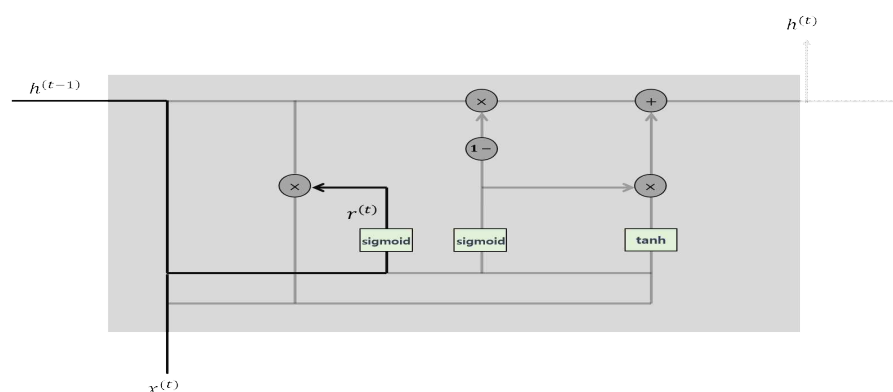 h^(t)
h^(t−1)
×
+
1−
×
×
r^(t)
sigmoid
sigmoid
tanh
x^(t)